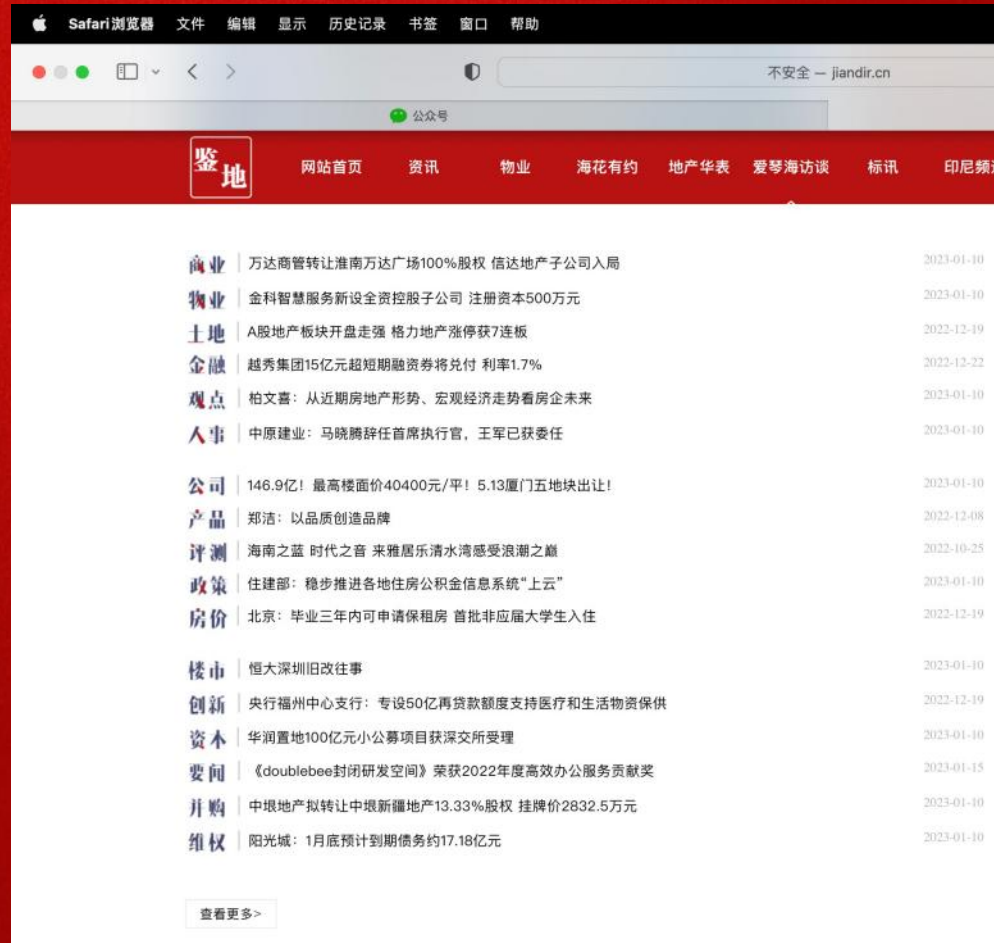 Safari浏览器 文件 编辑 显示 历史记录 书签 窗口 帮助
不安全 — jiandir.cn
公众号
鉴地 网站首页 资讯 物业 海花有约 地产华表 爱琴海访谈 标讯 印尼频
商业 万达商管转让淮南万达广场100%股权 信达地产子公司入局 2023-01-10
物业 金科智慧服务新设全资控股子公司 注册资本500万元 2023-01-10
土地 A股地产板块开盘走强 格力地产涨停获7连板 2022-12-19
金融 越秀集团15亿元超短期融资券将兑付 利率1.7% 2022-12-22
观点 柏文喜：从近期房地产形势、宏观经济走势看房企未来 2023-01-10
人事 中原建业：马晓腾辞任首席执行官，王军已获委任 2023-01-10
公司 146.9亿！最高楼面价40400元/平！5.13厦门五地块出让！ 2023-01-10
产品 郑洁：以品质创造品牌 2022-12-08
评测 海南之蓝 时代之音 来雅居乐清水湾感受浪潮之巅 2022-10-25
政策 住建部：稳步推进各地住房公积金信息系统“上云” 2023-01-10
房价 北京：毕业三年内可申请保租房 首批非应届大学生入住 2022-12-19
楼市 恒大深圳旧改往事 2023-01-10
创新 央行福州中心支行：专设50亿再贷款额度支持医疗和生活物资保供 2022-12-19
资本 华润置地100亿元小公募项目获深交所受理 2023-01-10
要闻 《doublebee封闭研发空间》荣获2022年度高效办公服务贡献奖 2023-01-15
并购 中垠地产拟转让中垠新疆地产13.33%股权 挂牌价2832.5万元 2023-01-10
维权 阳光城：1月底预计到期债务约17.18亿元 2023-01-10
查看更多>